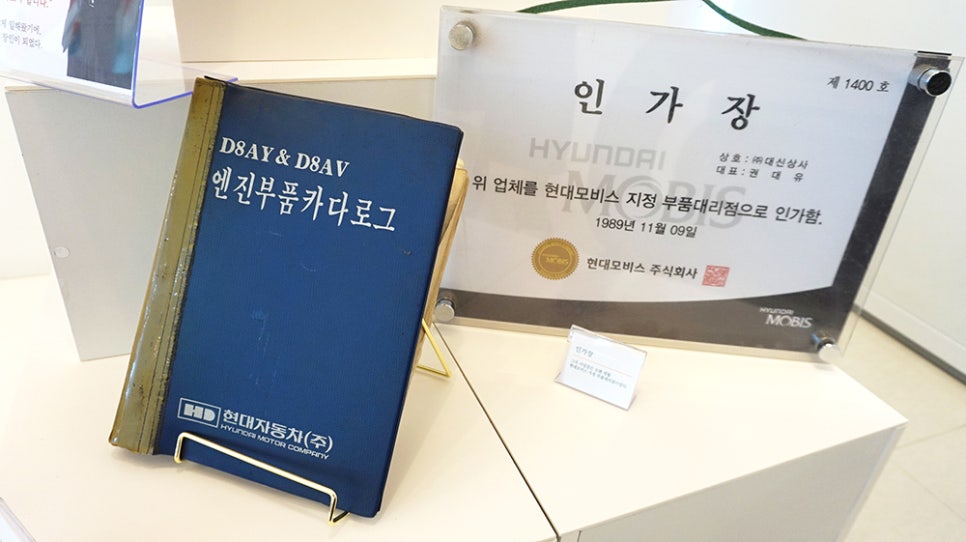 D8AY & D8AV
엔진부품카다로그
HD 현대자동차(주)
HYUNDAI MOTOR COMPANY
제 1400 호
인 가 장
상호 : ㈜대신상사
대표 : 권 대 유
HYUNDAI
MOBIS
위 업체를 현대모비스 지정 부품대리점으로 인가함.
1989년 11월 09일
MOBIS
현대모비스 주식회사
HYUNDAI
MOBIS
인가장